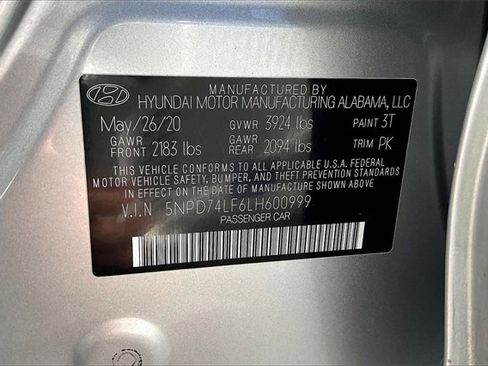 MANUFACTURED BY
HYUNDAI MOTOR MANUFACTURING ALABAMA, LLC
May/26/20 GVWR 3924 lbs PAINT 3T
GAWR FRONT 2183 lbs GAWR REAR 2094 lbs TRIM PK
THIS VEHICLE CONFORMS TO ALL APPLICABLE U.S.A. FEDERAL
MOTOR VEHICLE SAFETY, BUMPER, AND THEFT PREVENTION STANDARDS
IN EFFECT ON THE DATE OF MANUFACTURE SHOWN ABOVE.
V.I.N 5NPD74LF6LH600999
PASSENGER CAR